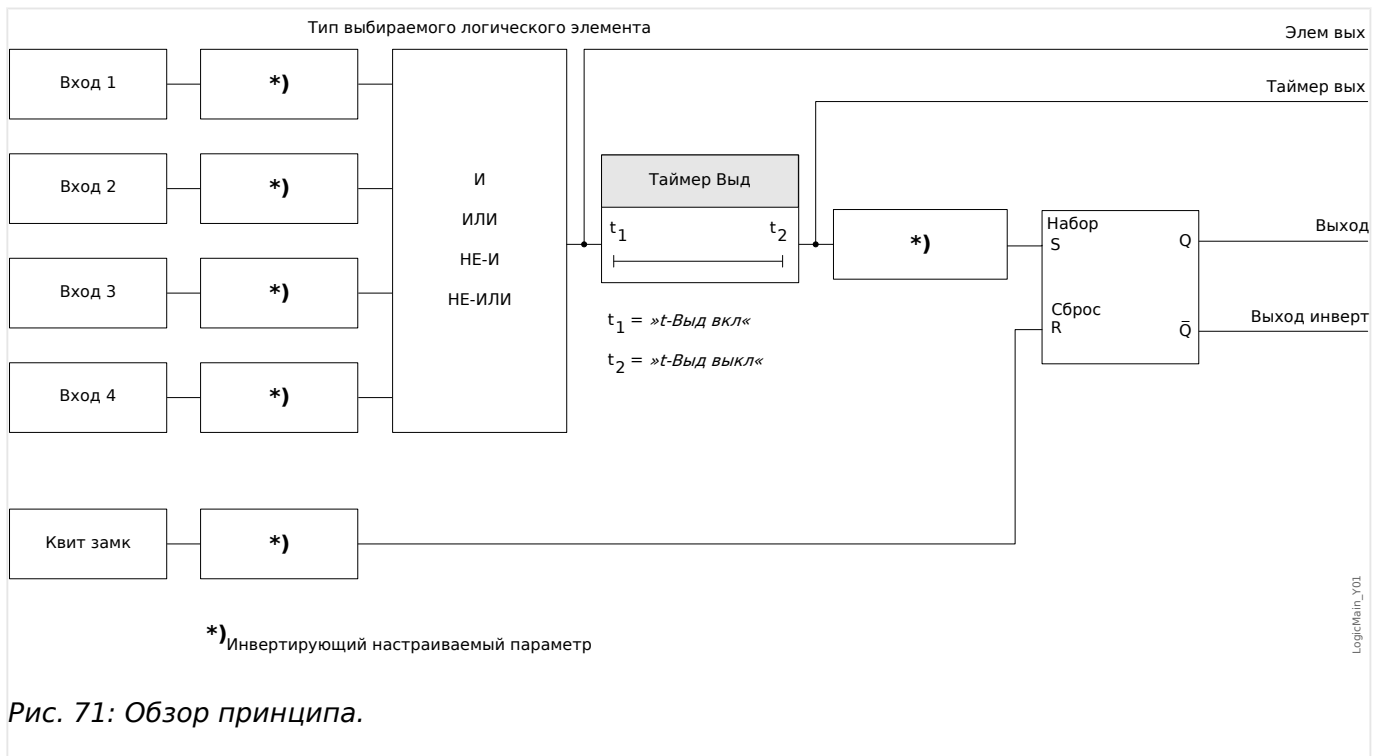 Тип выбираемого логического элемента
Элем вых
Вход 1
*)
Таймер вых
Вход 2
*)
И
ИЛИ
НЕ-И
НЕ-ИЛИ
Таймер Выд
t1
t2
*)
Набор
S
Q
Выход
Вход 3
*)
Сброс
R
Q̅
Выход инверт
t1 = »t-Выд вкл«
t2 = »t-Выд выкл«
Вход 4
*)
Квит замк
*)
*)Инвертирующий настраиваемый параметр
LogicMain_Y01
Рис. 71: Обзор принципа.